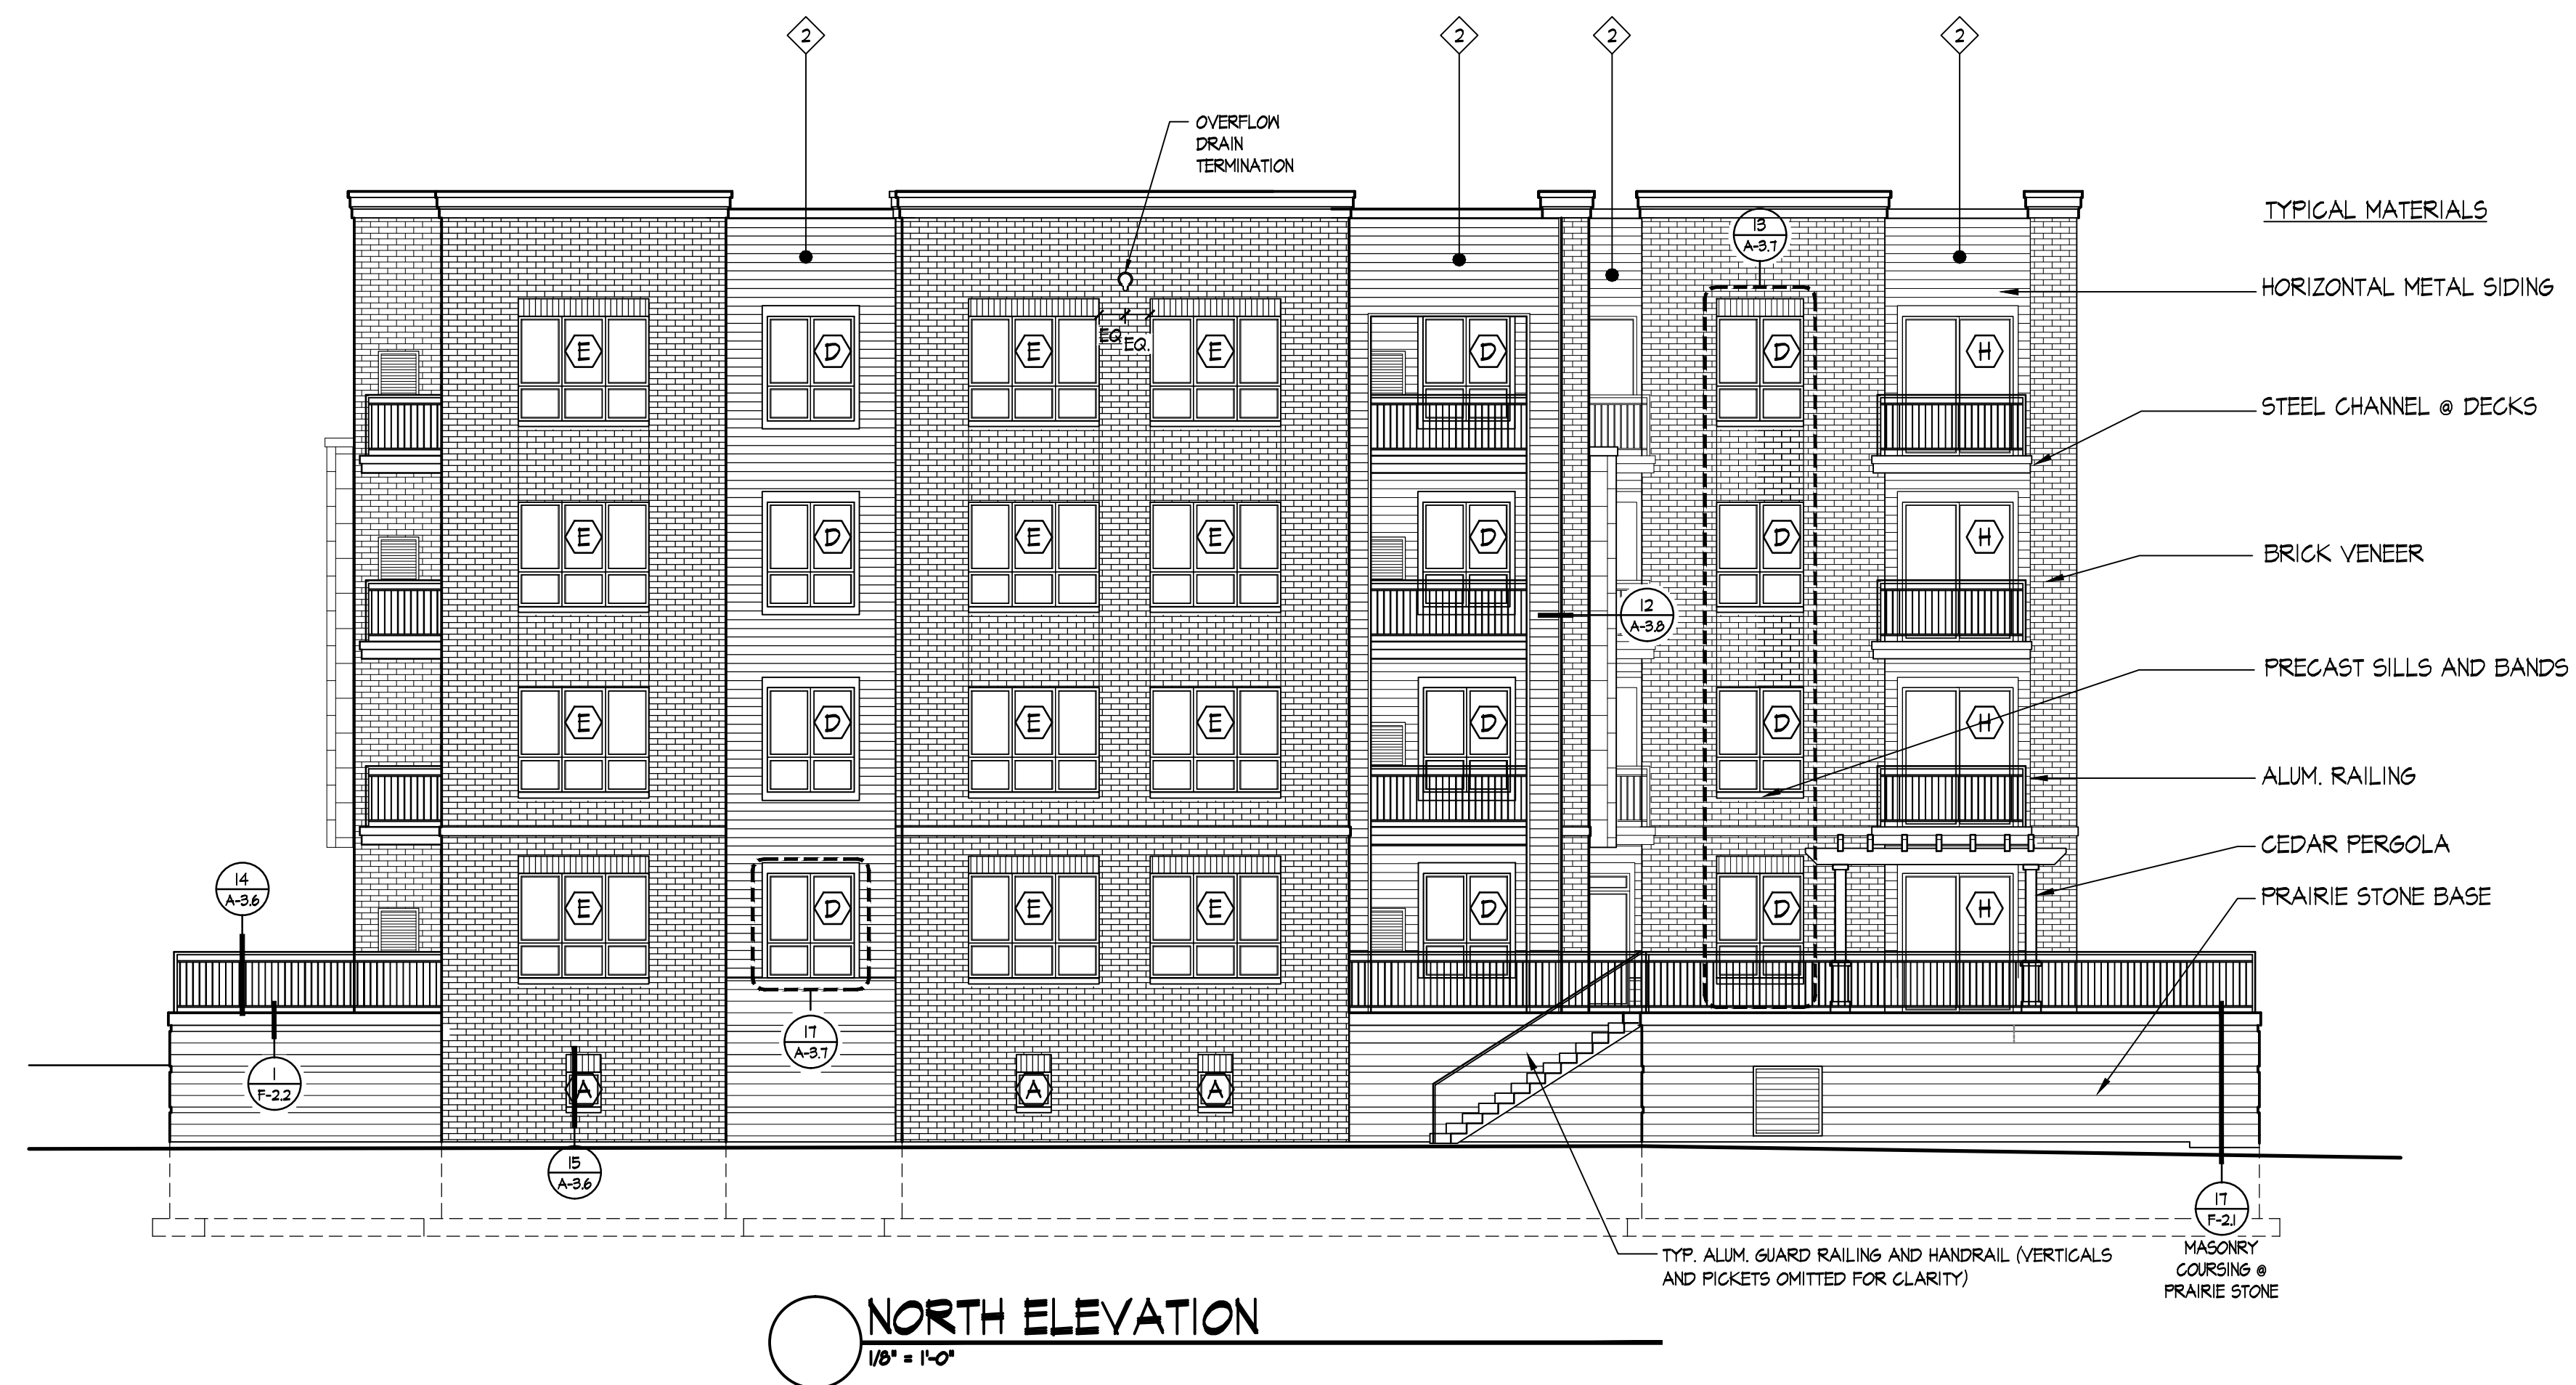 2 2 2 2
OVERFLOW
DRAIN
TERMINATION
TYPICAL MATERIALS
13
A-3.7
HORIZONTAL METAL SIDING
EQ. EQ.
E D E E D D H
STEEL CHANNEL @ DECKS
E D E E D D H
BRICK VENEER
12
A-3.8
PRECAST SILLS AND BANDS
E D E E D D H
ALUM. RAILING
CEDAR PERGOLA
14
A-3.6
PRAIRIE STONE BASE
E D E E D D H
17
A-3.7
1
F-2.2
A A A
15
A-3.6
17
F-2.1
MASONRY
COURSING @
PRAIRIE STONE
TYP. ALUM. GUARD RAILING AND HANDRAIL (VERTICALS
AND PICKETS OMITTED FOR CLARITY)
NORTH ELEVATION
1/8" = 1'-0"